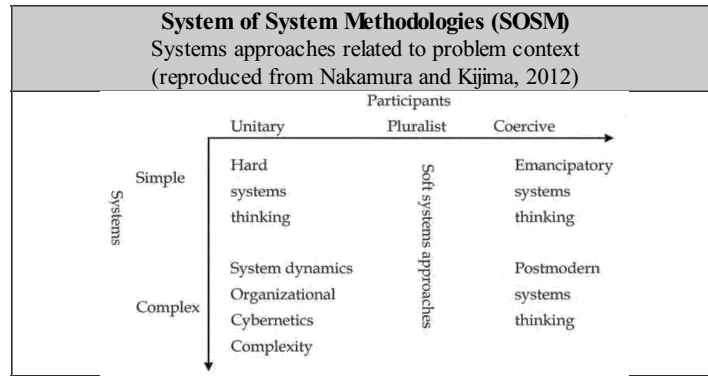 System of System Methodologies (SOSM)
Systems approaches related to problem context
(reproduced from Nakamura and Kijima, 2012)
Participants
Unitary Pluralist Coercive
Systems
Simple
Hard
systems
thinking
Soft systems approaches
Emancipatory
systems
thinking
Complex
System dynamics
Organizational
Cybernetics
Complexity
Postmodern
systems
thinking